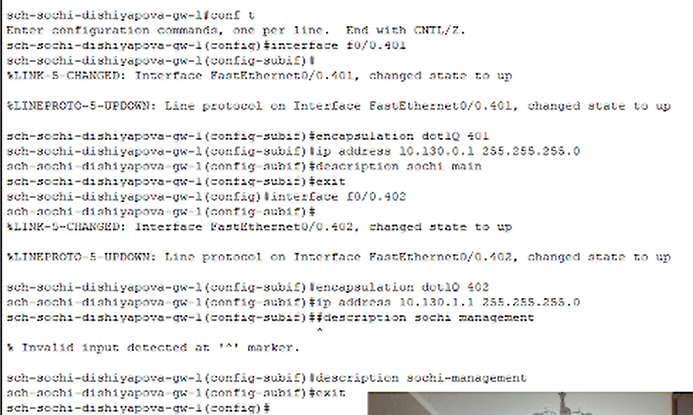 sch-sochi-dishiyapova-gw-1#conf t
Enter configuration commands, one per line.  End with CNTL/Z.
sch-sochi-dishiyapova-gw-1(config)#interface f0/0.401
sch-sochi-dishiyapova-gw-1(config-subif)#
%LINK-5-CHANGED: Interface FastEthernet0/0.401, changed state to up
%LINEPROTO-5-UPDOWN: Line protocol on Interface FastEthernet0/0.401, changed state to up
sch-sochi-dishiyapova-gw-1(config-subif)#encapsulation dot1Q 401
sch-sochi-dishiyapova-gw-1(config-subif)#ip address 10.130.0.1 255.255.255.0
sch-sochi-dishiyapova-gw-1(config-subif)#description sochi main
sch-sochi-dishiyapova-gw-1(config-subif)#exit
sch-sochi-dishiyapova-gw-1(config)#interface f0/0.402
sch-sochi-dishiyapova-gw-1(config-subif)#
%LINK-5-CHANGED: Interface FastEthernet0/0.402, changed state to up
%LINEPROTO-5-UPDOWN: Line protocol on Interface FastEthernet0/0.402, changed state to up
sch-sochi-dishiyapova-gw-1(config-subif)#encapsulation dot1Q 402
sch-sochi-dishiyapova-gw-1(config-subif)#ip address 10.130.1.1 255.255.255.0
sch-sochi-dishiyapova-gw-1(config-subif)##description sochi management
^
% Invalid input detected at '^' marker.
sch-sochi-dishiyapova-gw-1(config-subif)#description sochi-management
sch-sochi-dishiyapova-gw-1(config-subif)#exit
sch-sochi-dishiyapova-gw-1(config)#